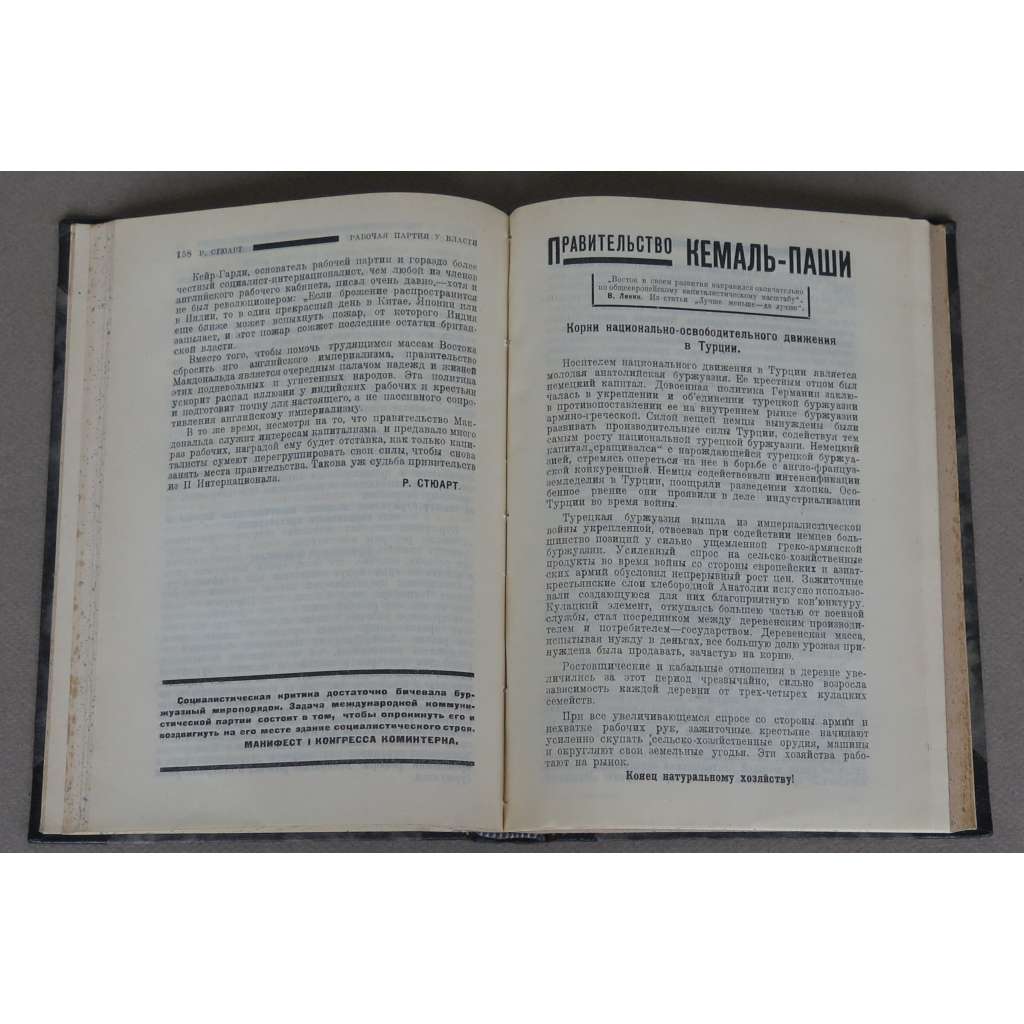 158 Р. СТЮАРТ РАБОЧАЯ ПАРТИЯ У ВЛАСТИ
Кейр-Гарди, основатель рабочей партии и гораздо более
честный социалист-интернационалист, чем любой из членов
английского рабочего кабинета, писал очень давно,—хотя и
не был революционером: „Если брожение распространится
в Индии, то в один прекрасный день в Китае, Японии или
еще ближе может вспыхнуть пожар, от которого Индия
запылает, и этот пожар сожжет последние остатки британ-
ской власти.
Вместо того, чтобы помочь трудящимся массам Востока
сбросить иго английского империализма, правительство
Макдональда является очередным палачом надежд и жизней
этих подневольных и угнетенных народов. Эта политика
ускорит распад иллюзии у индийских рабочих и крестьян
и подготовит почву для настоящего, а не пассивного сопро-
тивления английскому империализму.
В то же время, несмотря на то, что правительство Мак-
дональда служит интересам капитализма и предавало много
раз рабочих, наградой ему будет отставка, как только капи-
талисты сумеют перегруппировать свои силы, чтобы снова
занять места правительства. Такова уж судьба правительств
из II Интернационала.
Р. СТЮАРТ.
Социалистическая критика достаточно бичевала бур-
жуазный миропорядок. Задача международной коммуни-
стической партии состоит в том, чтобы опрокинуть его и
воздвигнуть на его месте здание социалистического строя.
МАНИФЕСТ I КОНГРЕССА КОМИНТЕРНА.
ПРАВИТЕЛЬСТВО КЕМАЛЬ-ПАШИ
„Восток в своем развитии направился окончательно
по общеевропейскому капиталистическому масштабу“.
В. Ленин. Из статьи „Лучше меньше—да лучше“.
Корни национально-освободительного движения
в Турции.
Носителем национального движения в Турции является
молодая анатолийская буржуазия. Ее крестным отцом был
немецкий капитал. Довоенная политика Германии заклю-
чалась в укреплении и об'единении турецкой буржуазии
в противопоставлении ее на внутреннем рынке буржуазии
армяно-греческой. Силой вещей немцы вынуждены были
развивать производительные силы Турции, содействуя тем
самым росту национальной турецкой буржуазии. Немецкий
капитал „сращивался“ с нарождающейся турецкой буржуа-
зией, стремясь опереться на нее в борьбе с англо-француз-
ской конкуренцией. Немцы содействовали интенсификации
земледелия в Турции, поощряли разведение хлопка. Осо-
бенное рвение они проявили в деле индустриализации
Турции во время войны.
Турецкая буржуазия вышла из империалистической
войны укрепленной, отвоевав при содействии немцев боль-
шинство позиций у сильно ущемленной греко-армянской
буржуазии. Усиленный спрос на сельско-хозяйственные
продукты во время войны со стороны европейских и азиат-
ских армий обусловил непрерывный рост цен. Зажиточные
крестьянские слои хлебородной Анатолии искусно использо-
вали создающуюся для них благоприятную кон'юнктуру.
Кулацкий элемент, откупаясь большею частью от военной
службы, стал посредником между деревенским производи-
телем и потребителем—государством. Деревенская масса,
испытывая нужду в деньгах, все большую долю урожая при-
нуждена была продавать, зачастую на корню.
Ростовщические и кабальные отношения в деревне уве-
личились за этот период чрезвычайно, сильно возросла
зависимость каждой деревни от трех-четырех кулацких
семейств.
При все увеличивающемся спросе со стороны армии и
нехватке рабочих рук, зажиточные крестьяне начинают
усиленно скупать сельско-хозяйственные орудия, машины
и округляют свои земельные угодья. Эти хозяйства рабо-
тают на рынок.
Конец натуральному хозяйству!